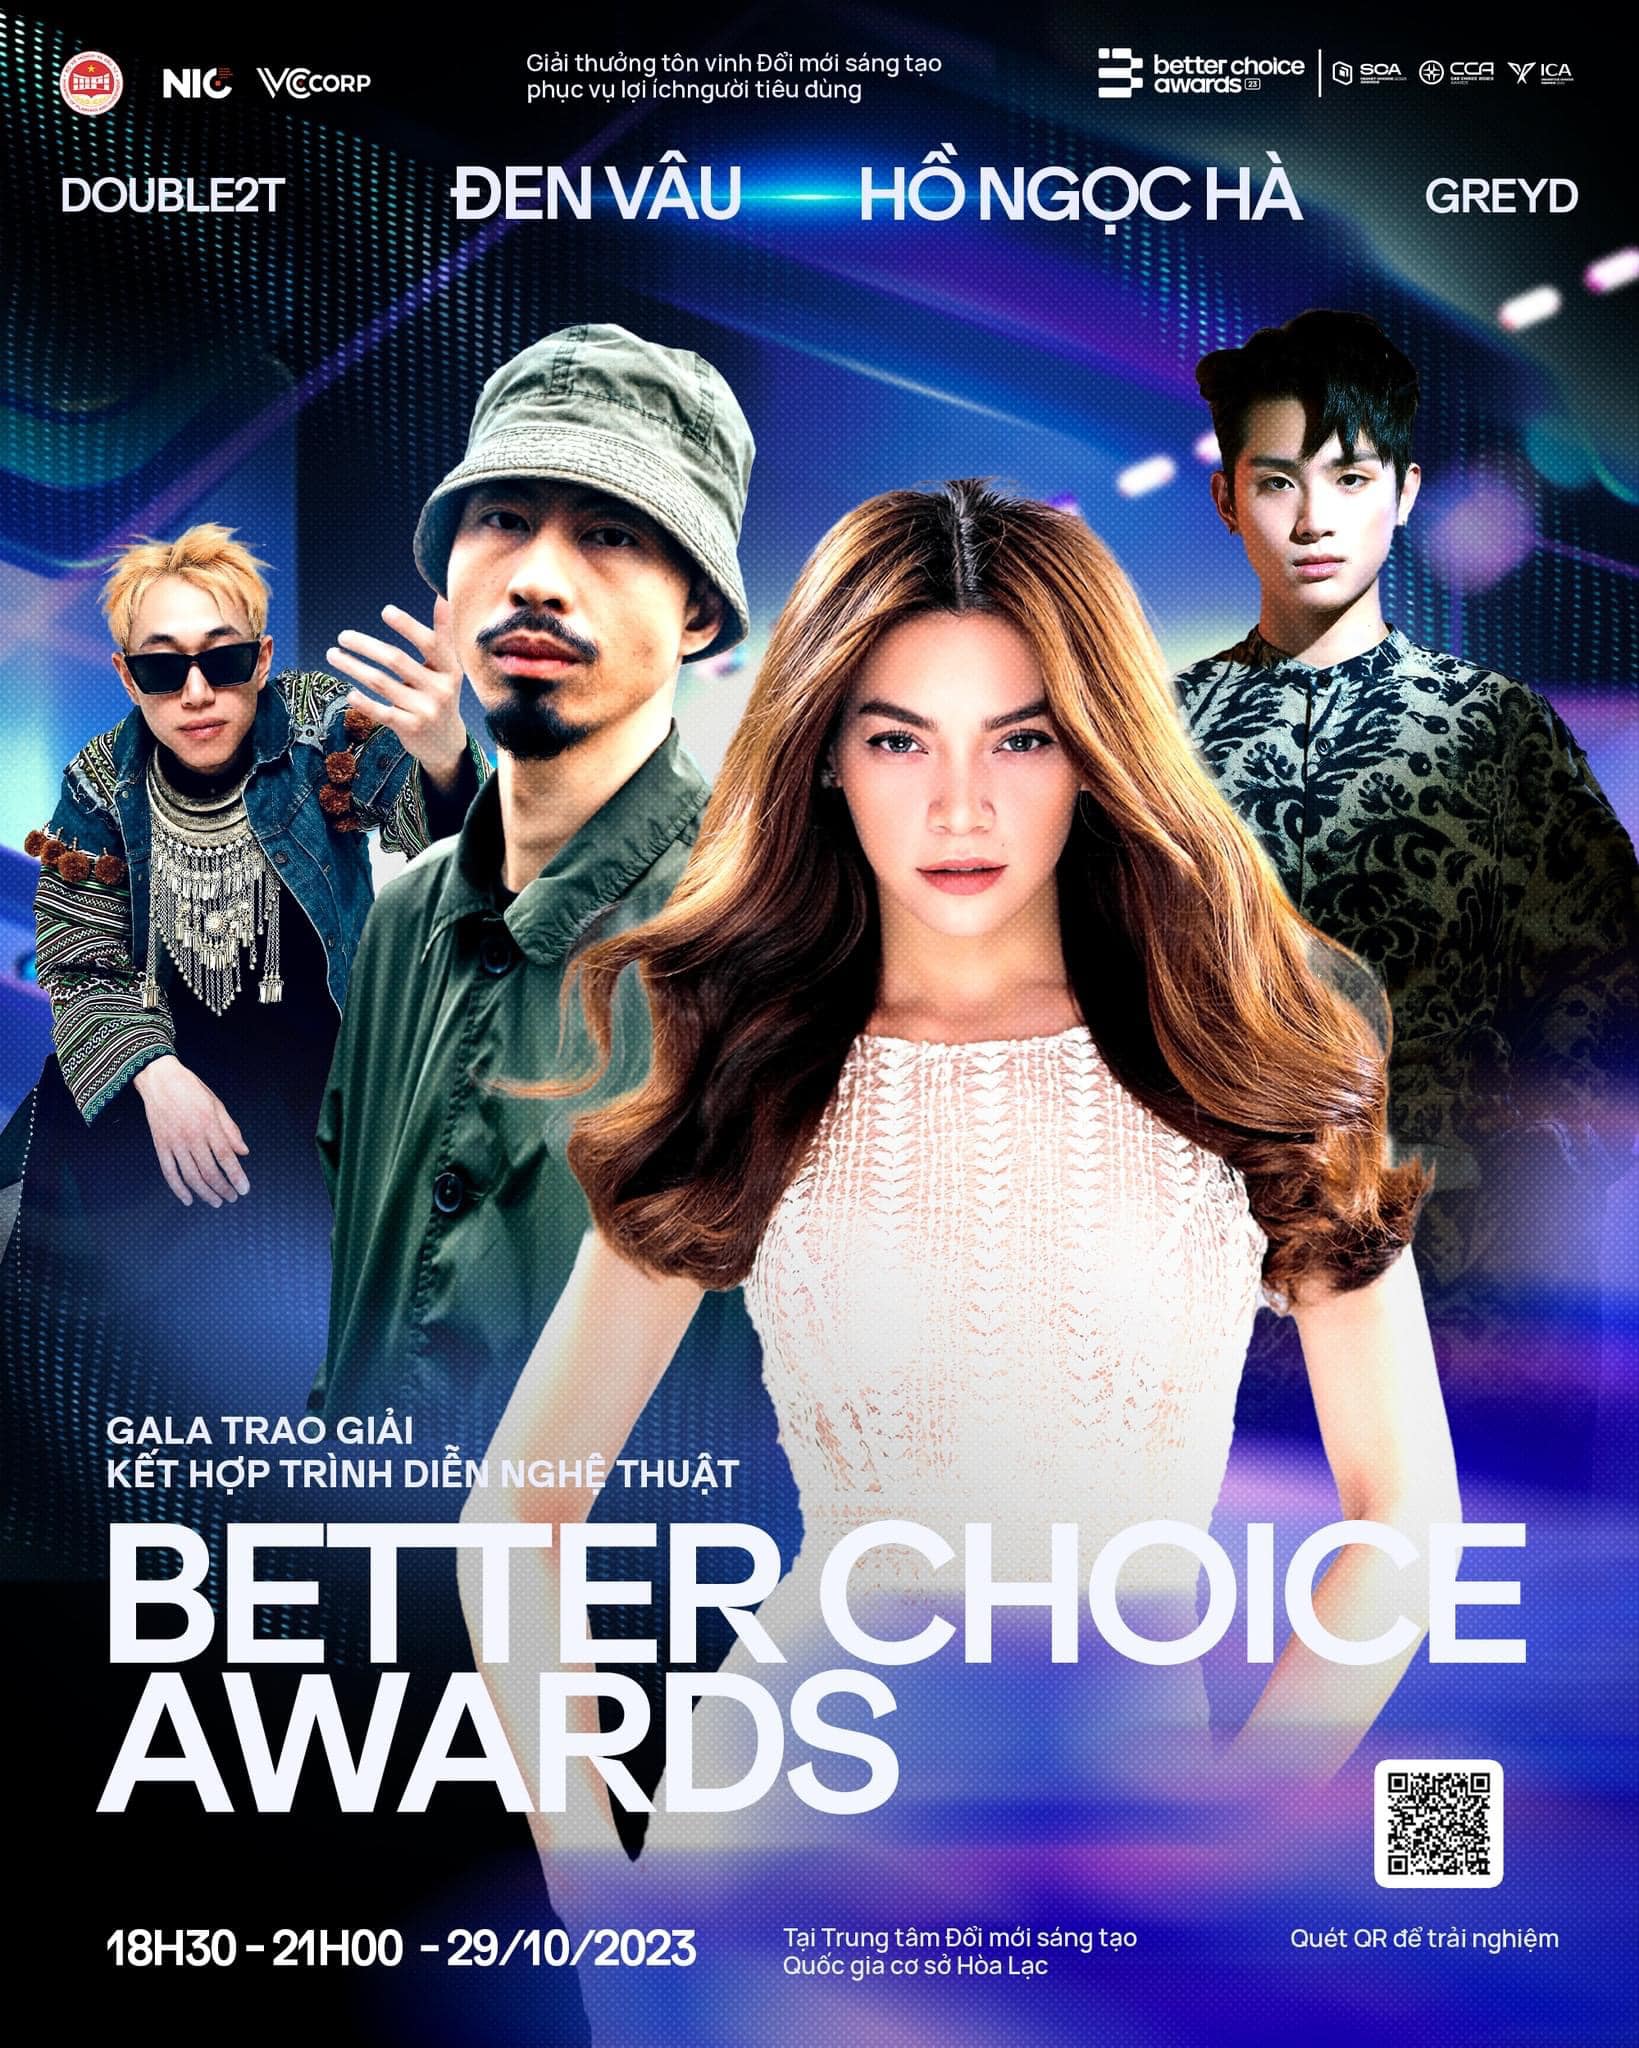 NIC
VCCORP
Giải thưởng tôn vinh Đổi mới sáng tạo
phục vụ lợi íchngười tiêu dùng
better choice
awards 23
SOA
CCA
ICA
DOUBLE2T
ĐEN VÂU
HỒ NGỌC HÀ
GREYD
GALA TRAO GIẢI
KẾT HỢP TRÌNH DIỄN NGHỆ THUẬT
BETTER CHOICE
AWARDS
18H30 - 21H00 - 29/10/2023
Tại Trung tâm Đổi mới sáng tạo
Quốc gia cơ sở Hòa Lạc
Quét QR để trải nghiệm